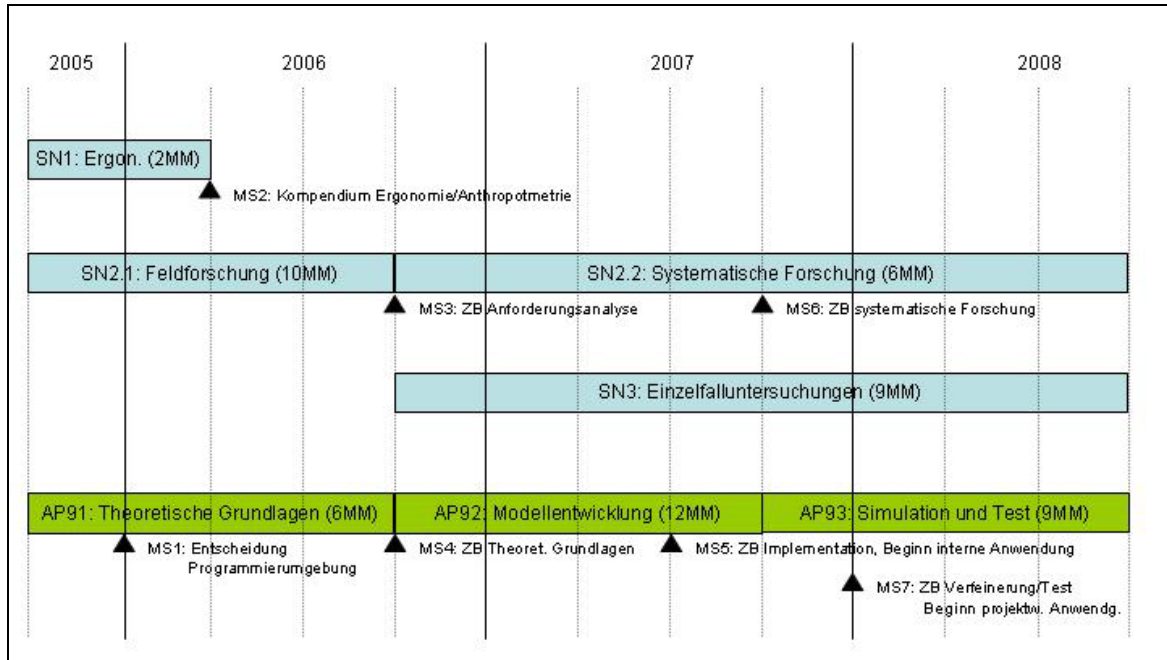 2005
2006
2007
2008
SN1: Ergon. (2MM)
MS2: Kompendium Ergonomie/Anthropotmetrie
SN2.1: Feldforschung (10MM)
SN2.2: Systematische Forschung (6MM)
MS3: ZB Anforderungsanalyse
MS6: ZB systematische Forschung
SN3: Einzelfalluntersuchungen (9MM)
AP91: Theoretische Grundlagen (6MM)
AP92: Modellentwicklung (12MM)
AP93: Simulation und Test (9MM)
MS1: Entscheidung
Programmierumgebung
MS4: ZB Theoret. Grundlagen
MS5: ZB Implementation, Beginn interne Anwendung
MS7: ZB Verfeinerung/Test
Beginn projektw. Anwendg.